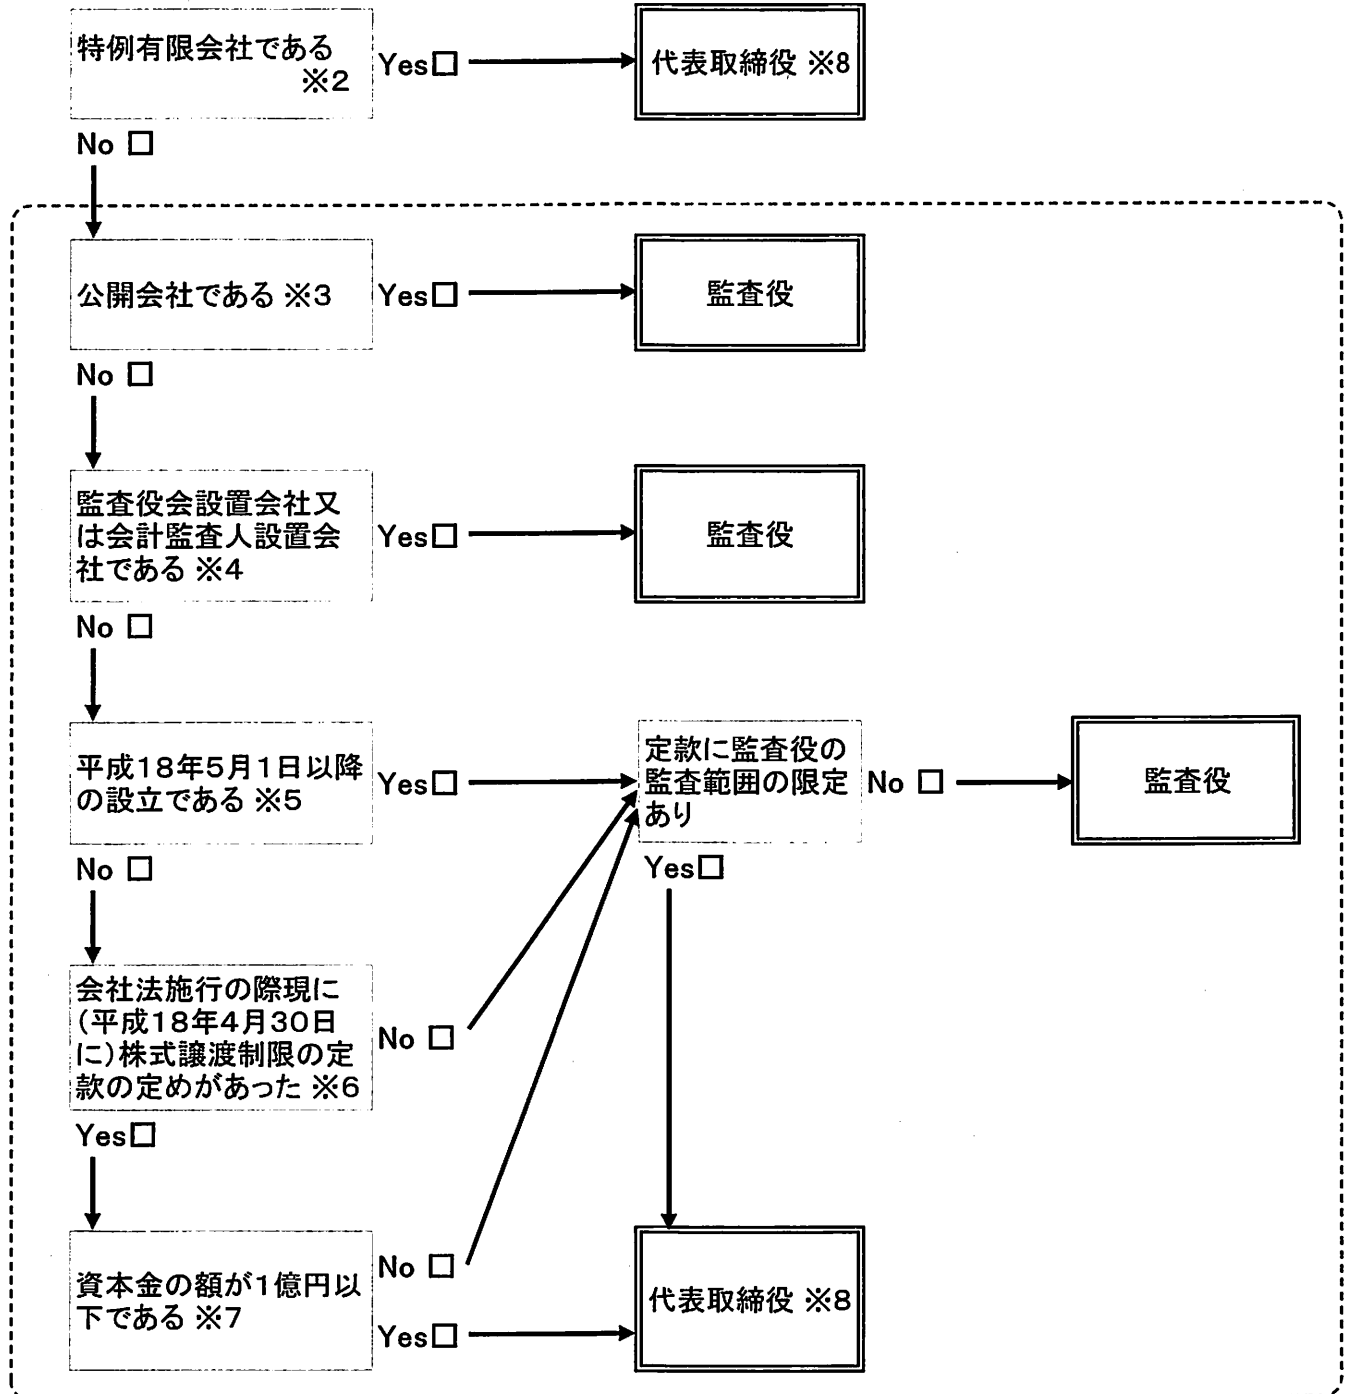 特例有限会社である
※2
Yes□
代表取締役 ※8
No □
公開会社である ※3
Yes□
監査役
No □
監査役会設置会社又
は会計監査人設置会
社である ※4
Yes□
監査役
No □
平成18年5月1日以降
の設立である ※5
Yes□
定款に監査役の
監査範囲の限定
あり
No □
監査役
No □
Yes□
会社法施行の際現に
(平成18年4月30日
に)株式譲渡制限の定
款の定めがあった ※6
No □
Yes□
資本金の額が1億円以
下である ※7
No □
Yes□
代表取締役 ※8